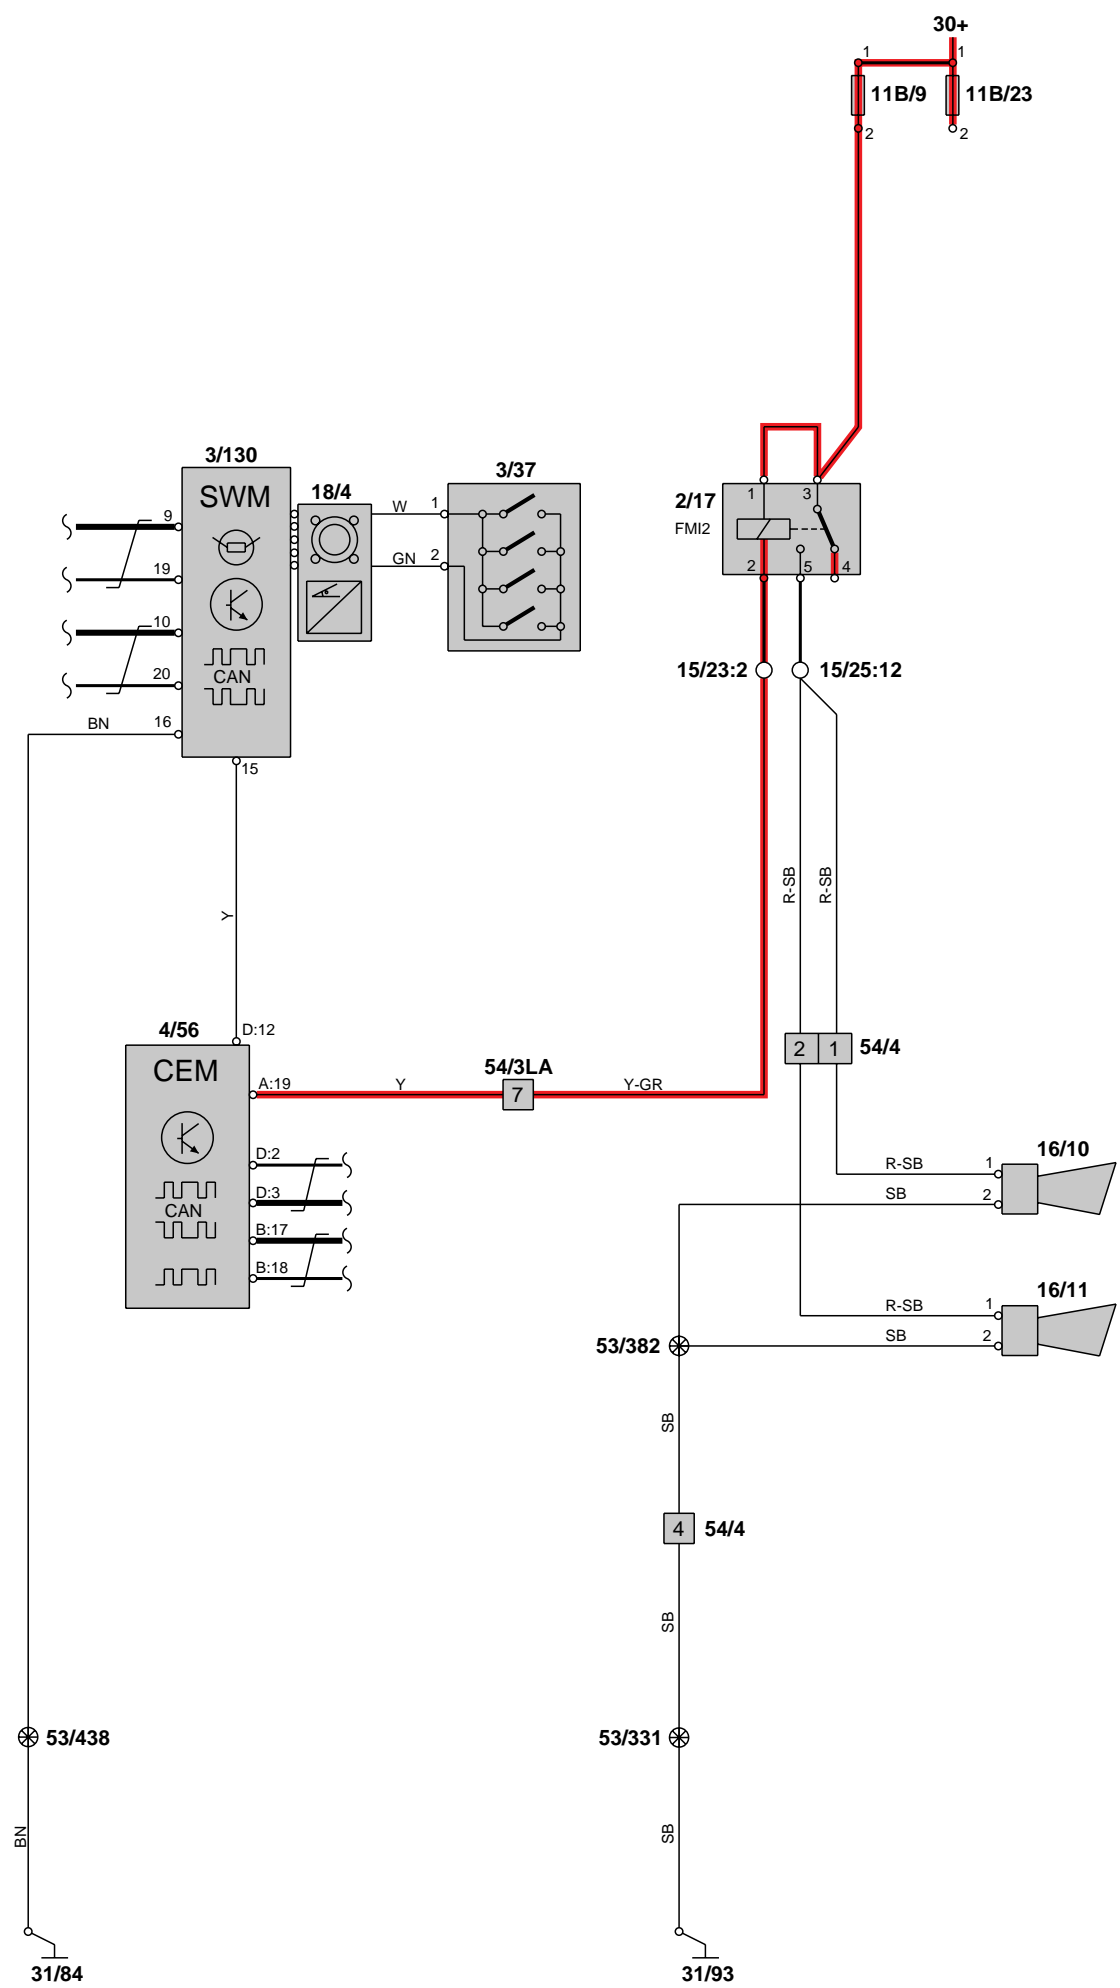 30+
1 1
11B/9 11B/23
2 2
3/130
SWM
18/4
3/37
9
19
10
20
CAN
16
BN
15
W 1
GN 2
2/17
FMI2
1 3
2 5 4
15/23:2 15/25:12
Y
R-SB R-SB
4/56
D:12
CEM
A:19 Y
54/3LA
7
Y-GR
2 1 54/4
D:2
D:3
CAN
B:17
B:18
16/10
R-SB 1
SB 2
16/11
R-SB 1
SB 2
53/382
SB
4 54/4
SB
53/438
53/331
BN
SB
31/84
31/93